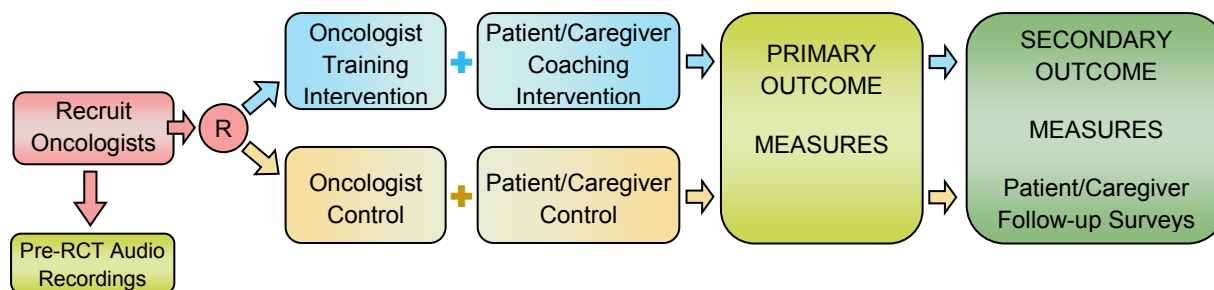 Recruit
Oncologists
Pre-RCT Audio
Recordings
R
Oncologist
Training
Intervention
Patient/Caregiver
Coaching
Intervention
Oncologist
Control
Patient/Caregiver
Control
PRIMARY
OUTCOME
MEASURES
SECONDARY
OUTCOME
MEASURES
Patient/Caregiver
Follow-up Surveys